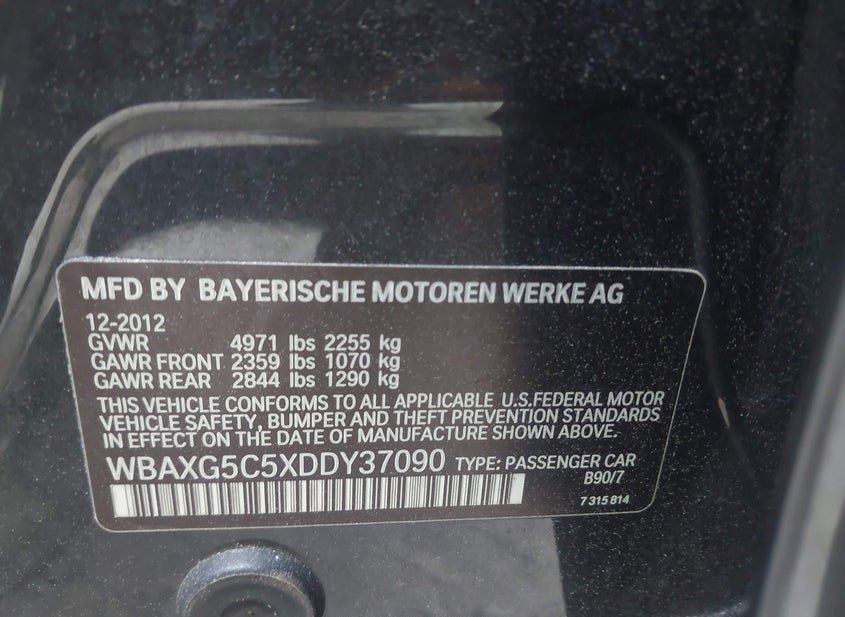 MFD BY BAYERISCHE MOTOREN WERKE AG
12-2012
GVWR 4971 lbs 2255 kg
GAWR FRONT 2359 lbs 1070 kg
GAWR REAR 2844 lbs 1290 kg
THIS VEHICLE CONFORMS TO ALL APPLICABLE U.S.FEDERAL MOTOR
VEHICLE SAFETY, BUMPER AND THEFT PREVENTION STANDARDS
IN EFFECT ON THE DATE OF MANUFACTURE SHOWN ABOVE.
WBAXG5C5XDDY37090 TYPE: PASSENGER CAR
B90/7
7 315 814